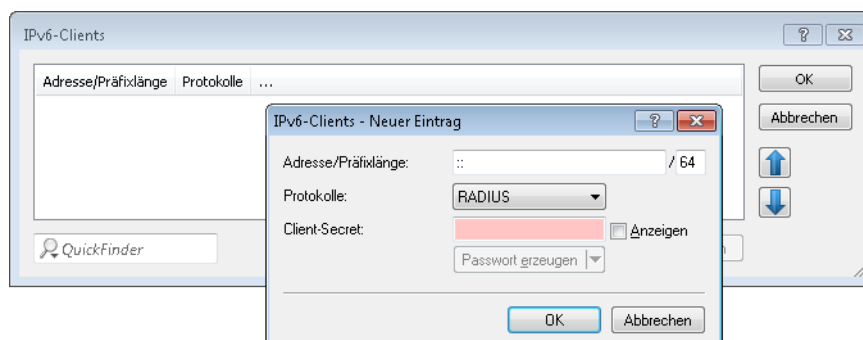 IPv6-Clients
Adresse/Präfixlänge Protokolle ...
OK
Abbrechen
QuickFinder
IPv6-Clients - Neuer Eintrag
Adresse/Präfixlänge: :: / 64
Protokolle: RADIUS
Client-Secret: Anzeigen
Passwort erzeugen
OK Abbrechen